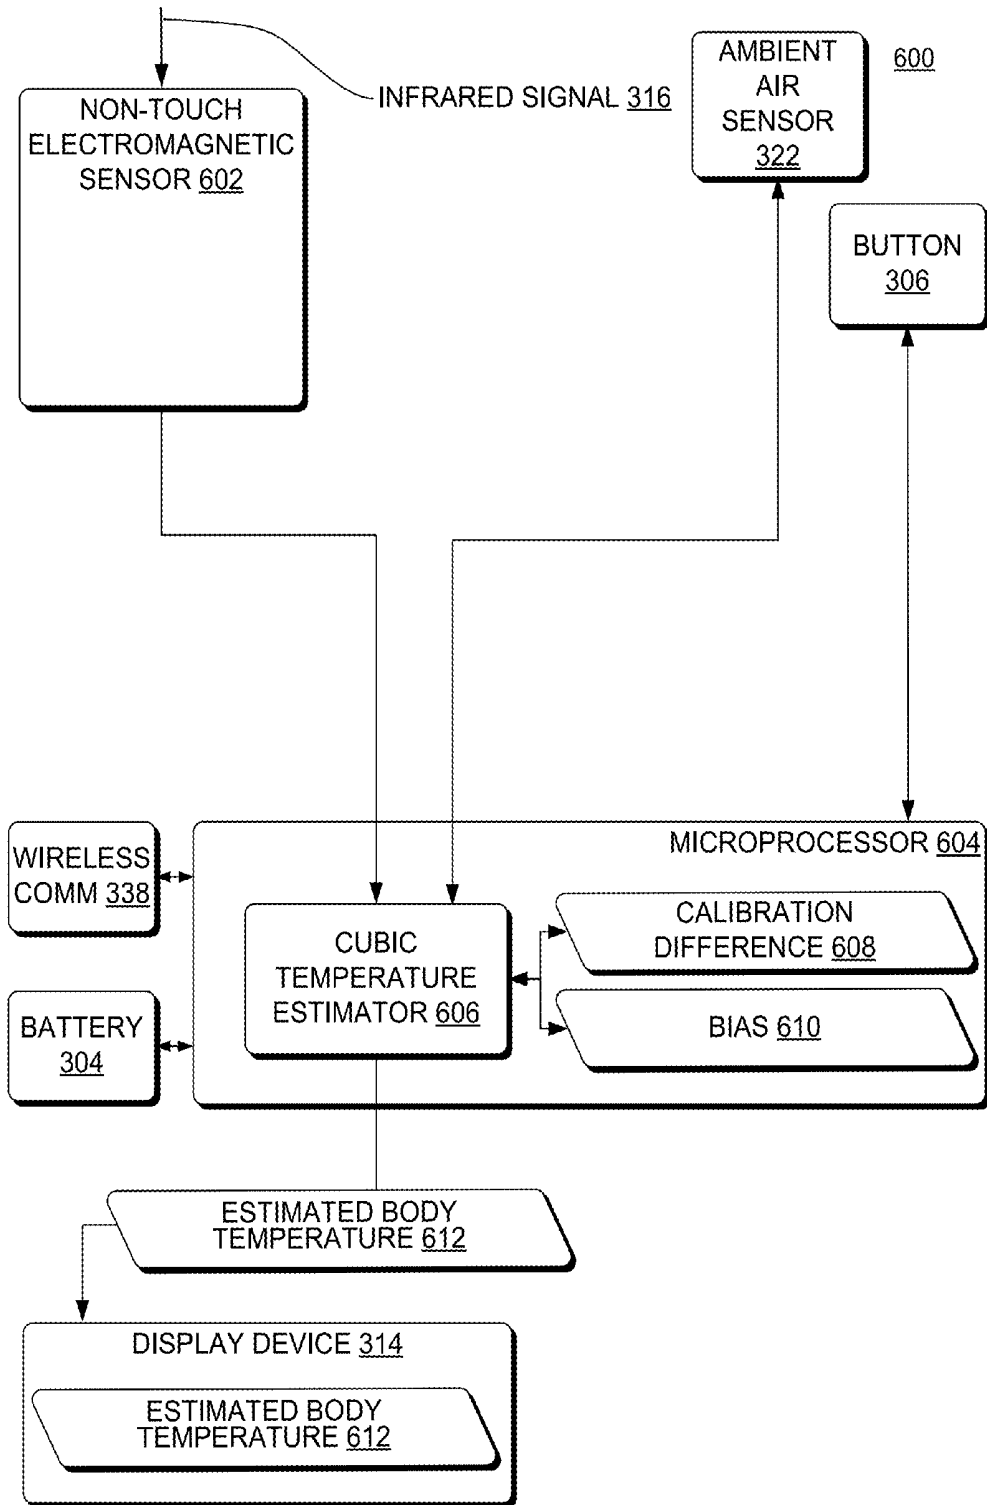 INFRARED SIGNAL 316
AMBIENT
AIR
SENSOR
322
600
NON-TOUCH
ELECTROMAGNETIC
SENSOR 602
BUTTON
306
WIRELESS
COMM 338
MICROPROCESSOR 604
CUBIC
TEMPERATURE
ESTIMATOR 606
CALIBRATION
DIFFERENCE 608
BIAS 610
BATTERY
304
ESTIMATED BODY
TEMPERATURE 612
DISPLAY DEVICE 314
ESTIMATED BODY
TEMPERATURE 612